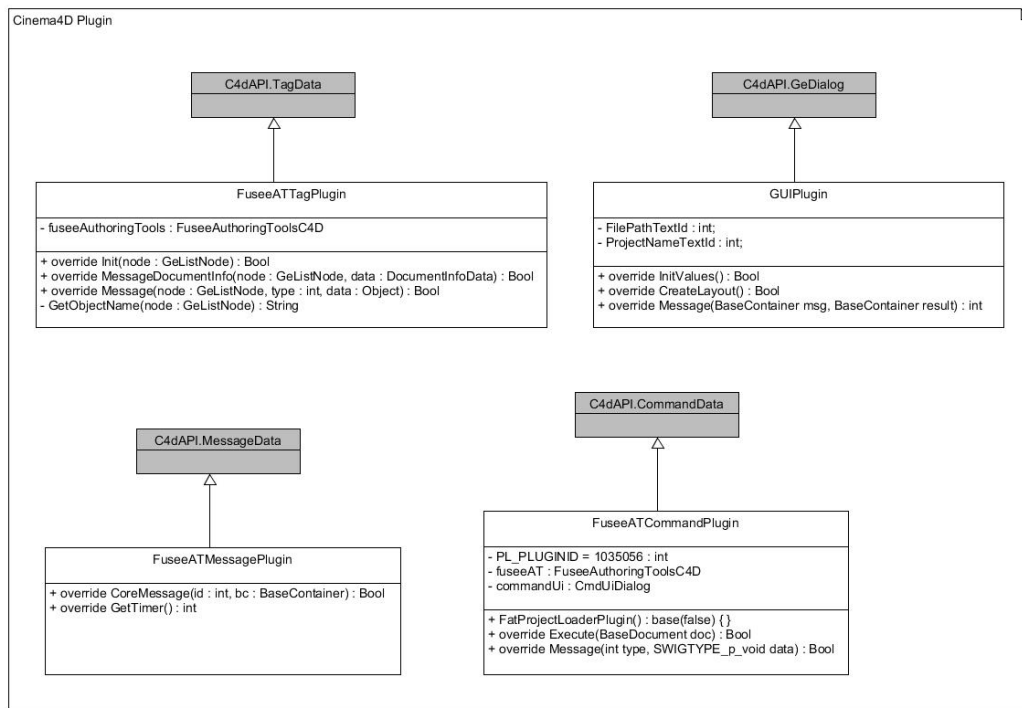 Cinema4D Plugin
C4dAPI.TagData
FuseeATTagPlugin
- fuseeAuthoringTools : FuseeAuthoringToolsC4D
+ override Init(node : GeListNode) : Bool
+ override MessageDocumentInfo(node : GeListNode, data : DocumentInfoData) : Bool
+ override Message(node : GeListNode, type : int, data : Object) : Bool
- GetObjectName(node : GeListNode) : String
C4dAPI.GeDialog
GUIPlugin
- FilePathTextId : int;
- ProjectNameTextId : int;
+ override InitValues() : Bool
+ override CreateLayout() : Bool
+ override Message(BaseContainer msg, BaseContainer result) : int
C4dAPI.MessageData
FuseeATMessagePlugin
+ override CoreMessage(id : int, bc : BaseContainer) : Bool
+ override GetTimer() : int
C4dAPI.CommandData
FuseeATCommandPlugin
- PL_PLUGINID = 1035056 : int
- fuseeAT : FuseeAuthoringToolsC4D
- commandUi : CmdUiDialog
+ FatProjectLoaderPlugin() : base(false) { }
+ override Execute(BaseDocument doc) : Bool
+ override Message(int type, SWIGTYPE_p_void data) : Bool